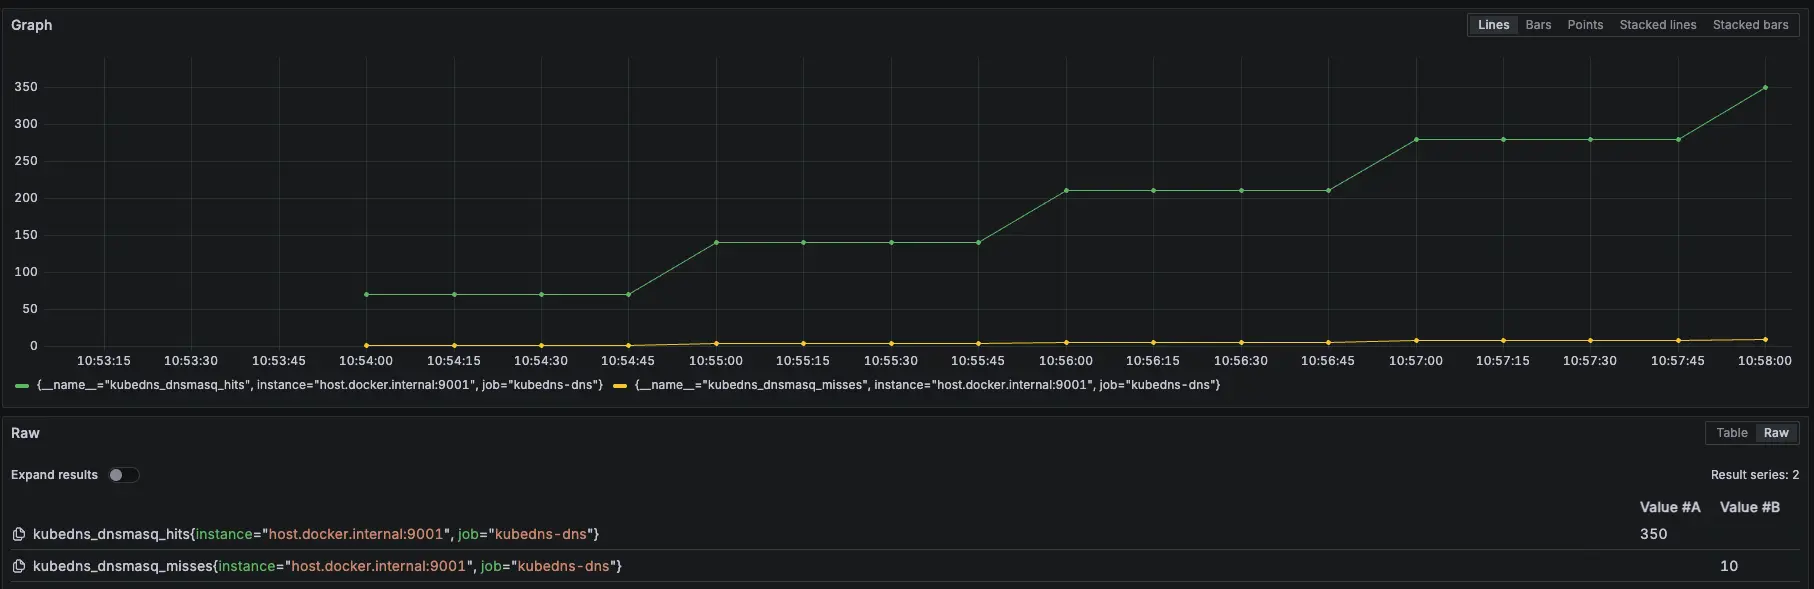 Graph
Lines Bars Points Stacked lines Stacked bars
350
300
250
200
150
100
50
0
10:53:15 10:53:30 10:53:45 10:54:00 10:54:15 10:54:30 10:54:45 10:55:00 10:55:15 10:55:30 10:55:45 10:56:00 10:56:15 10:56:30 10:56:45 10:57:00 10:57:15 10:57:30 10:57:45 10:58:00
{__name__="kubedns_dnsmasq_hits", instance="host.docker.internal:9001", job="kubedns-dns"} {__name__="kubedns_dnsmasq_misses", instance="host.docker.internal:9001", job="kubedns-dns"}
Raw
Table Raw
Expand results
Result series: 2
Value #A Value #B
kubedns_dnsmasq_hits{instance="host.docker.internal:9001", job="kubedns-dns"} 350
kubedns_dnsmasq_misses{instance="host.docker.internal:9001", job="kubedns-dns"} 10